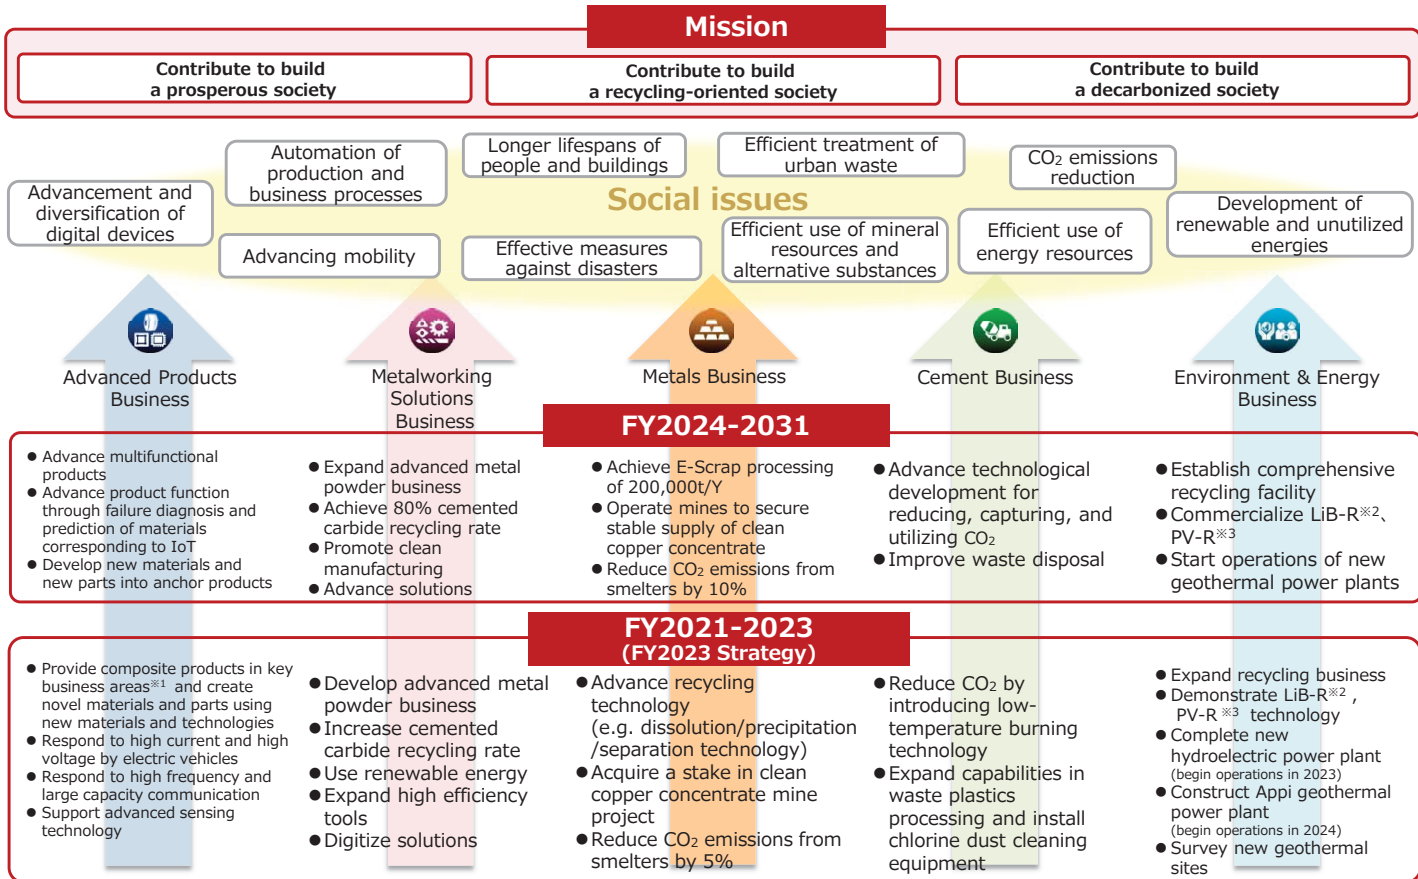 Mission
Contribute to build
a prosperous society
Contribute to build
a recycling-oriented society
Contribute to build
a decarbonized society
Social issues
Advancement and
diversification of
digital devices
Automation of
production and
business processes
Advancing mobility
Longer lifespans of
people and buildings
Effective measures
against disasters
Efficient treatment of
urban waste
Efficient use of mineral
resources and
alternative substances
CO₂ emissions
reduction
Efficient use of
energy resources
Development of
renewable and unutilized
energies
Advanced Products
Business
Metalworking
Solutions
Business
Metals Business
Cement Business
Environment & Energy
Business
FY2024-2031
● Advance multifunctional
products
● Advance product function
through failure diagnosis and
prediction of materials
corresponding to IoT
● Develop new materials and
new parts into anchor products
● Expand advanced metal
powder business
● Achieve 80% cemented
carbide recycling rate
● Promote clean
manufacturing
● Advance solutions
● Achieve E-Scrap processing
of 200,000t/Y
● Operate mines to secure
stable supply of clean
copper concentrate
● Reduce CO₂ emissions from
smelters by 10%
● Advance technological
development for
reducing, capturing, and
utilizing CO₂
● Improve waste disposal
● Establish comprehensive
recycling facility
● Commercialize LiB-R※2、
PV-R※3
● Start operations of new
geothermal power plants
FY2021-2023
(FY2023 Strategy)
● Provide composite products in key
business areas※1 and create
novel materials and parts using
new materials and technologies
● Respond to high current and high
voltage by electric vehicles
● Respond to high frequency and
large capacity communication
● Support advanced sensing
technology
● Develop advanced metal
powder business
● Increase cemented
carbide recycling rate
● Use renewable energy
● Expand high efficiency
tools
● Digitize solutions
● Advance recycling
technology
(e.g. dissolution/precipitation
/separation technology)
● Acquire a stake in clean
copper concentrate mine
project
● Reduce CO₂ emissions from
smelters by 5%
● Reduce CO₂ by
introducing low-
temperature burning
technology
● Expand capabilities in
waste plastics
processing and install
chlorine dust cleaning
equipment
● Expand recycling business
● Demonstrate LiB-R※2 ,
PV-R ※3 technology
● Complete new
hydroelectric power plant
(begin operations in 2023)
● Construct Appi geothermal
power plant
(begin operations in 2024)
● Survey new geothermal
sites